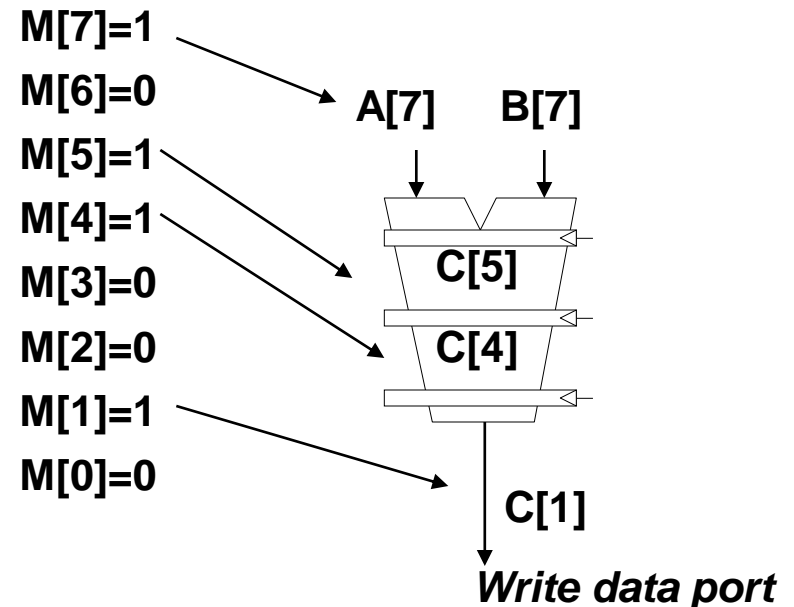 M[7]=1
M[6]=0
M[5]=1
M[4]=1
M[3]=0
M[2]=0
M[1]=1
M[0]=0
A[7] B[7]
C[5]
C[4]
C[1]
Write data port